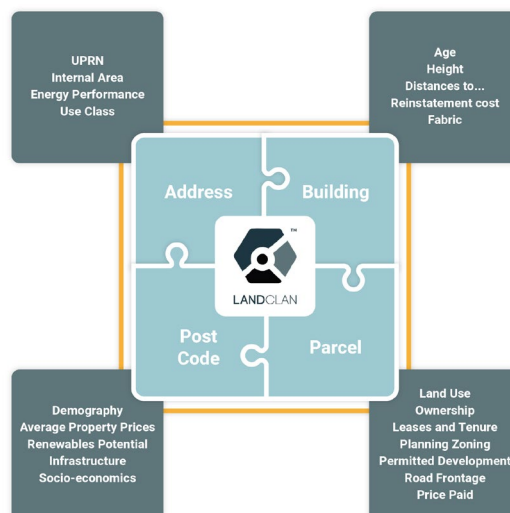 UPRN
Internal Area
Energy Performance
Use Class
Age
Height
Distances to...
Reinstatement cost
Fabric
Address
Building
TM
LANDCLAN
Post
Code
Parcel
Demography
Average Property Prices
Renewables Potential
Infrastructure
Socio-economics
Land Use
Ownership
Leases and Tenure
Planning Zoning
Permitted Development
Road Frontage
Price Paid